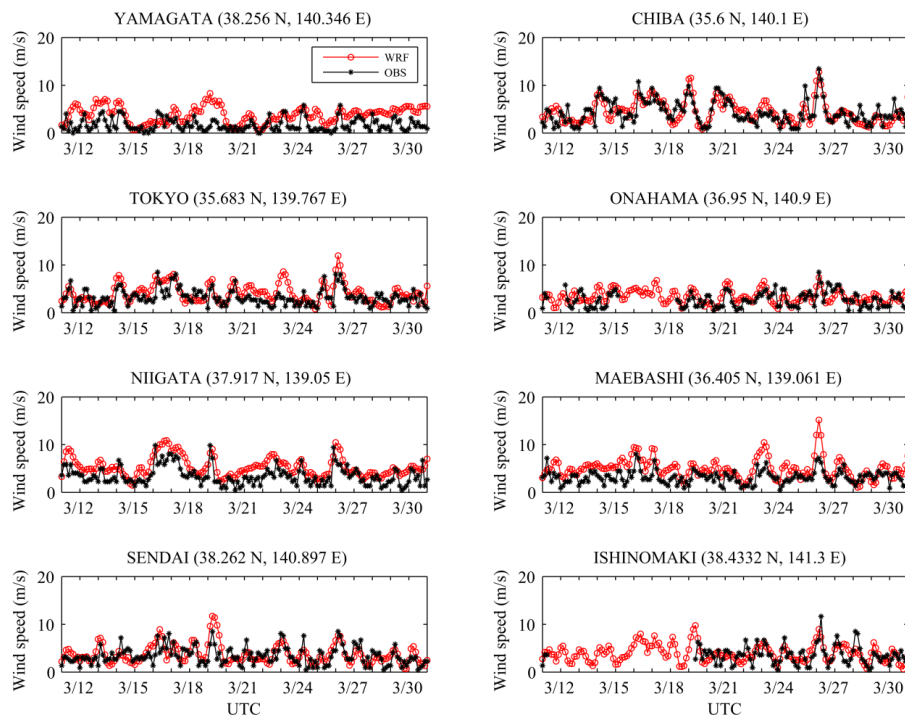 YAMAGATA (38.256 N, 140.346 E)
20
10
0
Wind speed (m/s)
WRF
OBS
3/12 3/15 3/18 3/21 3/24 3/27 3/30
CHIBA (35.6 N, 140.1 E)
20
10
0
Wind speed (m/s)
3/12 3/15 3/18 3/21 3/24 3/27 3/30
TOKYO (35.683 N, 139.767 E)
20
10
0
Wind speed (m/s)
3/12 3/15 3/18 3/21 3/24 3/27 3/30
ONAHAMA (36.95 N, 140.9 E)
20
10
0
Wind speed (m/s)
3/12 3/15 3/18 3/21 3/24 3/27 3/30
NIIGATA (37.917 N, 139.05 E)
20
10
0
Wind speed (m/s)
3/12 3/15 3/18 3/21 3/24 3/27 3/30
MAEBASHI (36.405 N, 139.061 E)
20
10
0
Wind speed (m/s)
3/12 3/15 3/18 3/21 3/24 3/27 3/30
SENDAI (38.262 N, 140.897 E)
20
10
0
Wind speed (m/s)
3/12 3/15 3/18 3/21 3/24 3/27 3/30
UTC
ISHINOMAKI (38.4332 N, 141.3 E)
20
10
0
Wind speed (m/s)
3/12 3/15 3/18 3/21 3/24 3/27 3/30
UTC